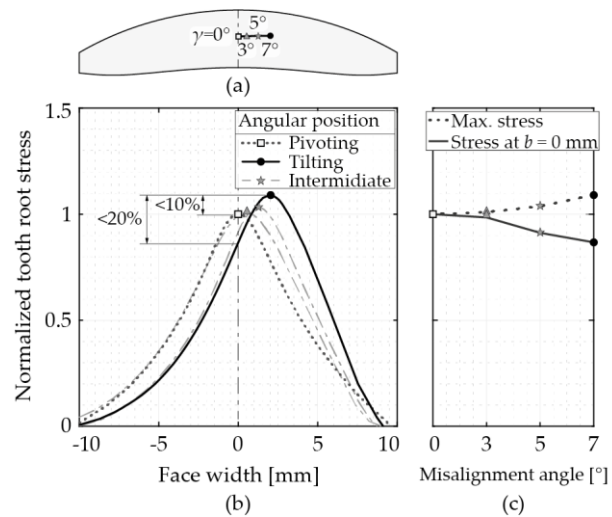 γ=0°
5°
3°
7°
(a)
Normalized tooth root stress
1.5
1
0.5
0
Angular position
Pivoting
Tilting
Intermidiate
<10%
<20%
-10
-5
0
5
10
Face width [mm]
(b)
Max. stress
Stress at b = 0 mm
0
3
5
7
Misalignment angle [°]
(c)